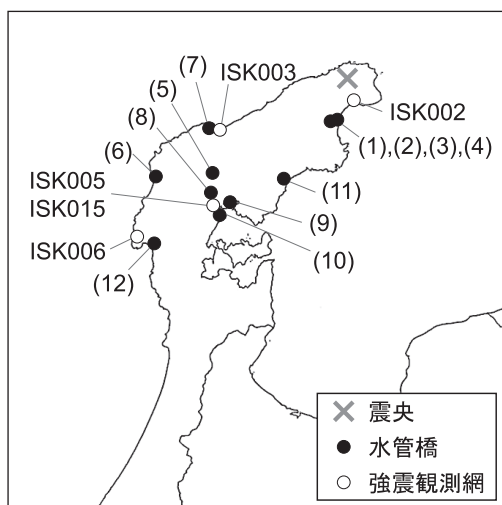 (7)
ISK003
(5)
ISK002
(8)
(1),(2),(3),(4)
(6)
ISK005
(11)
ISK015
(9)
ISK006
(10)
(12)
震央
水管橋
強震観測網